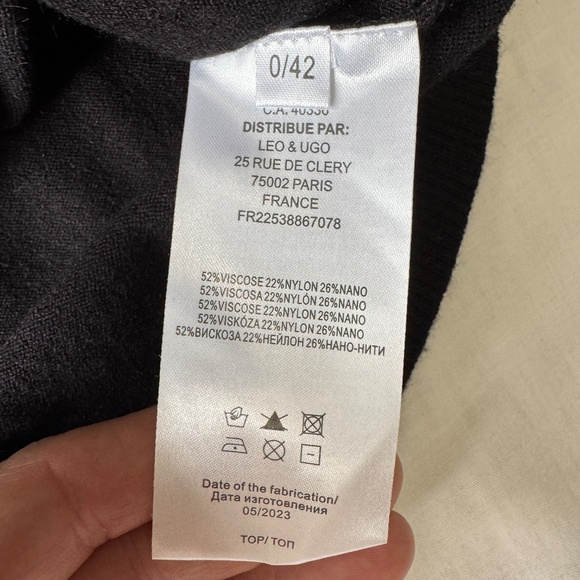 0/42
C.A. 40336
DISTRIBUE PAR:
LEO & UGO
25 RUE DE CLERY
75002 PARIS
FRANCE
FR22538867078
52%VISCOSE 22%NYLON 26%NANO
52%VISCOSA 22%NYLÓN 26%NANO
52%VISCOSE 22%NYLON 26%NANO
52%VISKÓZA 22%NYLON 26%NANO
52%ВИСКОЗА 22%НЕЙЛОН 26%НАНО-НИТИ
Date of the fabrication/
Дата изготовления
05/2023
TOP/ ТОП